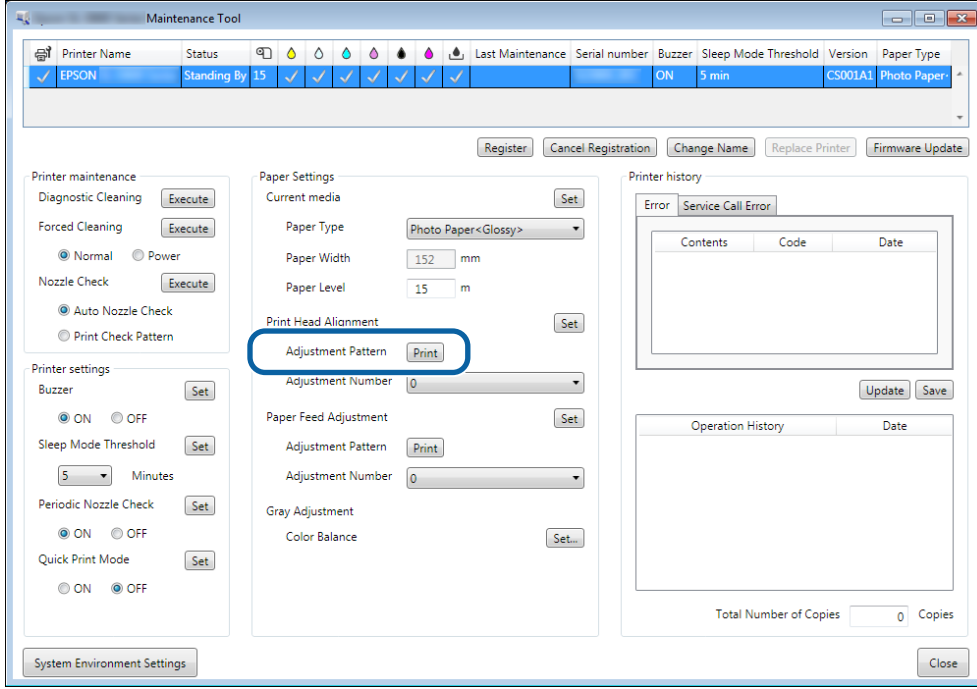 Maintenance Tool
Printer Name Status Last Maintenance Serial number Buzzer Sleep Mode Threshold Version Paper Type
EPSON Standing By 15 ON 5 min CS001A1 Photo Paper
Register Cancel Registration Change Name Replace Printer Firmware Update
Printer maintenance
Diagnostic Cleaning Execute
Forced Cleaning Execute
Normal Power
Nozzle Check Execute
Auto Nozzle Check
Print Check Pattern
Printer settings
Buzzer Set
ON OFF
Sleep Mode Threshold Set
5 Minutes
Periodic Nozzle Check Set
ON OFF
Quick Print Mode Set
ON OFF
Paper Settings
Current media Set
Paper Type Photo Paper<Glossy>
Paper Width 152 mm
Paper Level 15 m
Print Head Alignment Set
Adjustment Pattern Print
Adjustment Number 0
Paper Feed Adjustment Set
Adjustment Pattern Print
Adjustment Number 0
Gray Adjustment
Color Balance Set...
Printer history
Error Service Call Error
Contents Code Date
Update Save
Operation History Date
Total Number of Copies 0 Copies
System Environment Settings Close